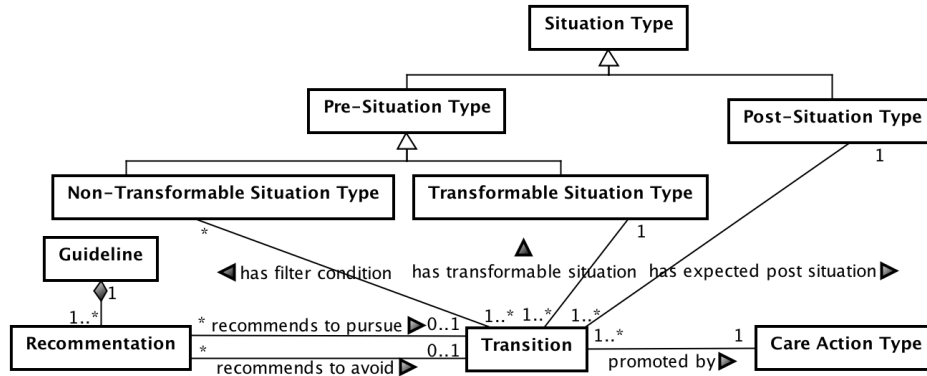 Situation Type
Pre-Situation Type
Post-Situation Type
1
Non-Transformable Situation Type
Transformable Situation Type
*
1
Guideline
1
has filter condition
has transformable situation
has expected post situation
1..*
1..*
1..*
1..*
* recommends to pursue
0..1
Recommentation
Transition
1..*
1
Care Action Type
*
0..1
recommends to avoid
promoted by